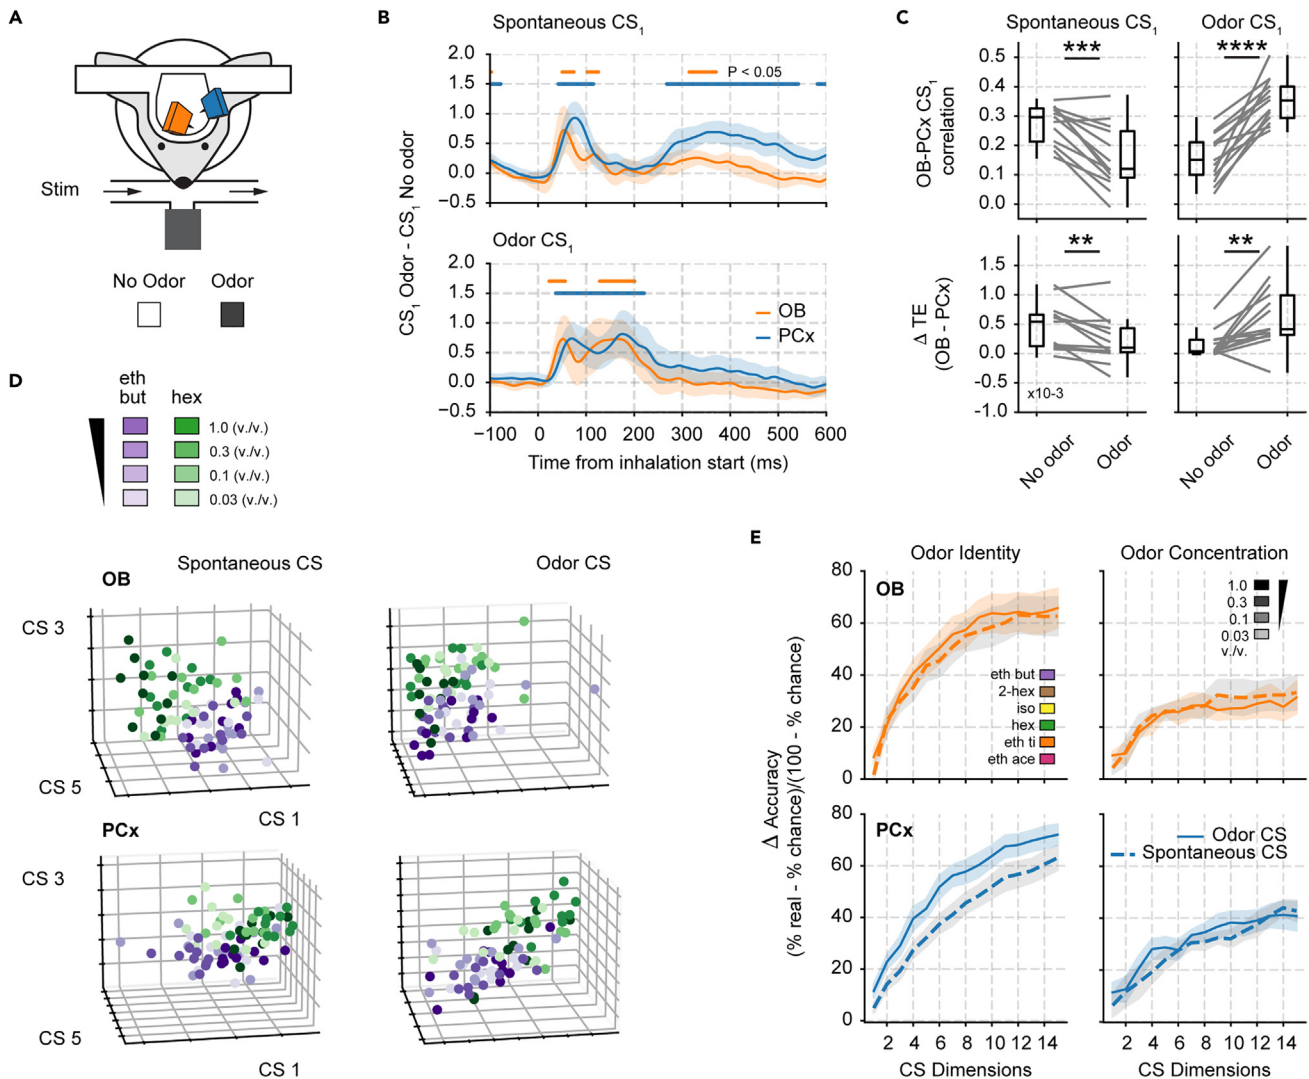 A
Stim
No Odor
Odor
B
Spontaneous CS1
2.0
1.5
1.0
0.5
0.0
−0.5
P < 0.05
CS1 Odor - CS1 No odor
Odor CS1
2.0
1.5
1.0
0.5
0.0
−0.5
OB
PCx
−100
0
100
200
300
400
500
600
Time from inhalation start (ms)
C
Spontaneous CS1
Odor CS1
***
****
OB-PCx CS1
correlation
0.5
0.4
0.3
0.2
0.1
0.0
**
**
Δ TE
(OB - PCx)
1.5
1.0
0.5
0.0
-0.5
-1.0
x10-3
No odor
Odor
No odor
Odor
D
eth
but
hex
1.0 (v./v.)
0.3 (v./v.)
0.1 (v./v.)
0.03 (v./v.)
Spontaneous CS
Odor CS
OB
CS 3
CS 5
CS 1
PCx
CS 3
CS 5
CS 1
E
Odor Identity
Odor Concentration
Δ Accuracy
(% real - % chance)/(100 - % chance)
80
60
40
20
0
OB
eth but
2-hex
iso
hex
eth ti
eth ace
1.0
0.3
0.1
0.03
v./v.
80
60
40
20
0
PCx
Odor CS
Spontaneous CS
2 4 6 8 10 12 14
2 4 6 8 10 12 14
CS Dimensions
CS Dimensions